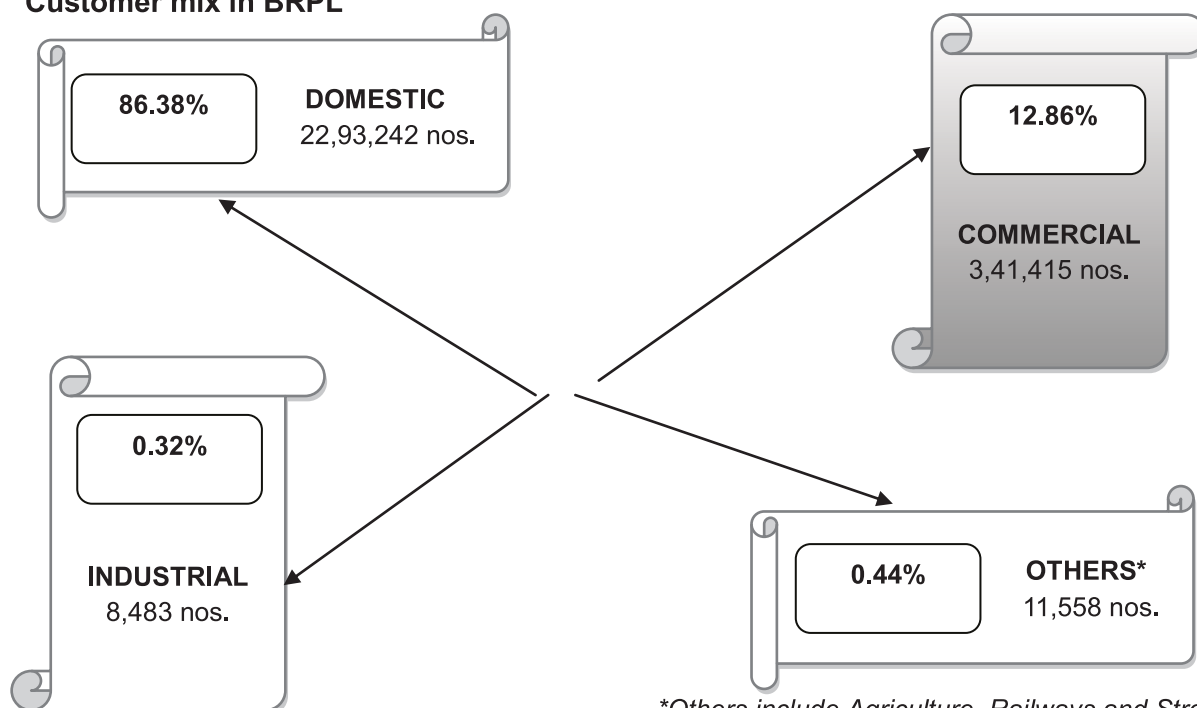 Customer mix in BRPL
86.38%
DOMESTIC
22,93,242 nos.
12.86%
COMMERCIAL
3,41,415 nos.
0.32%
INDUSTRIAL
8,483 nos.
0.44%
OTHERS*
11,558 nos.
*Others include Agriculture, Railways and